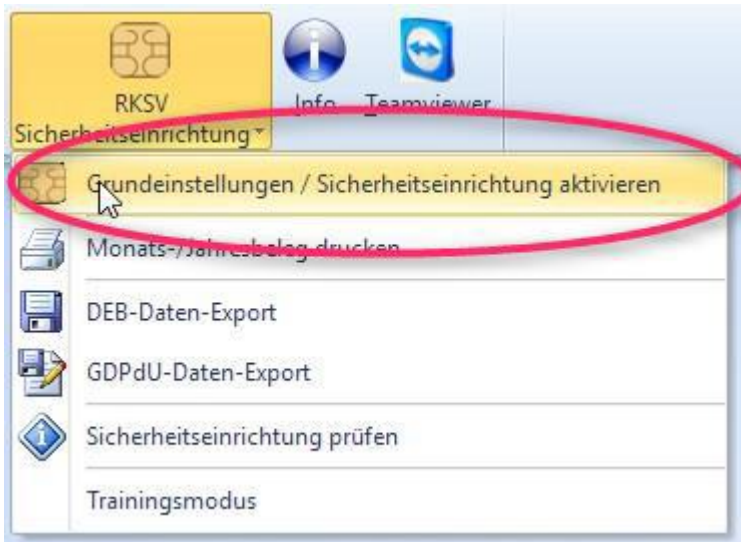 RKSV
Sicherheitseinrichtung
Info
Teamviewer
Grundeinstellungen / Sicherheitseinrichtung aktivieren
Monats-/Jahresbeleg drucken
DEB-Daten-Export
GDPdU-Daten-Export
Sicherheitseinrichtung prüfen
Trainingsmodus